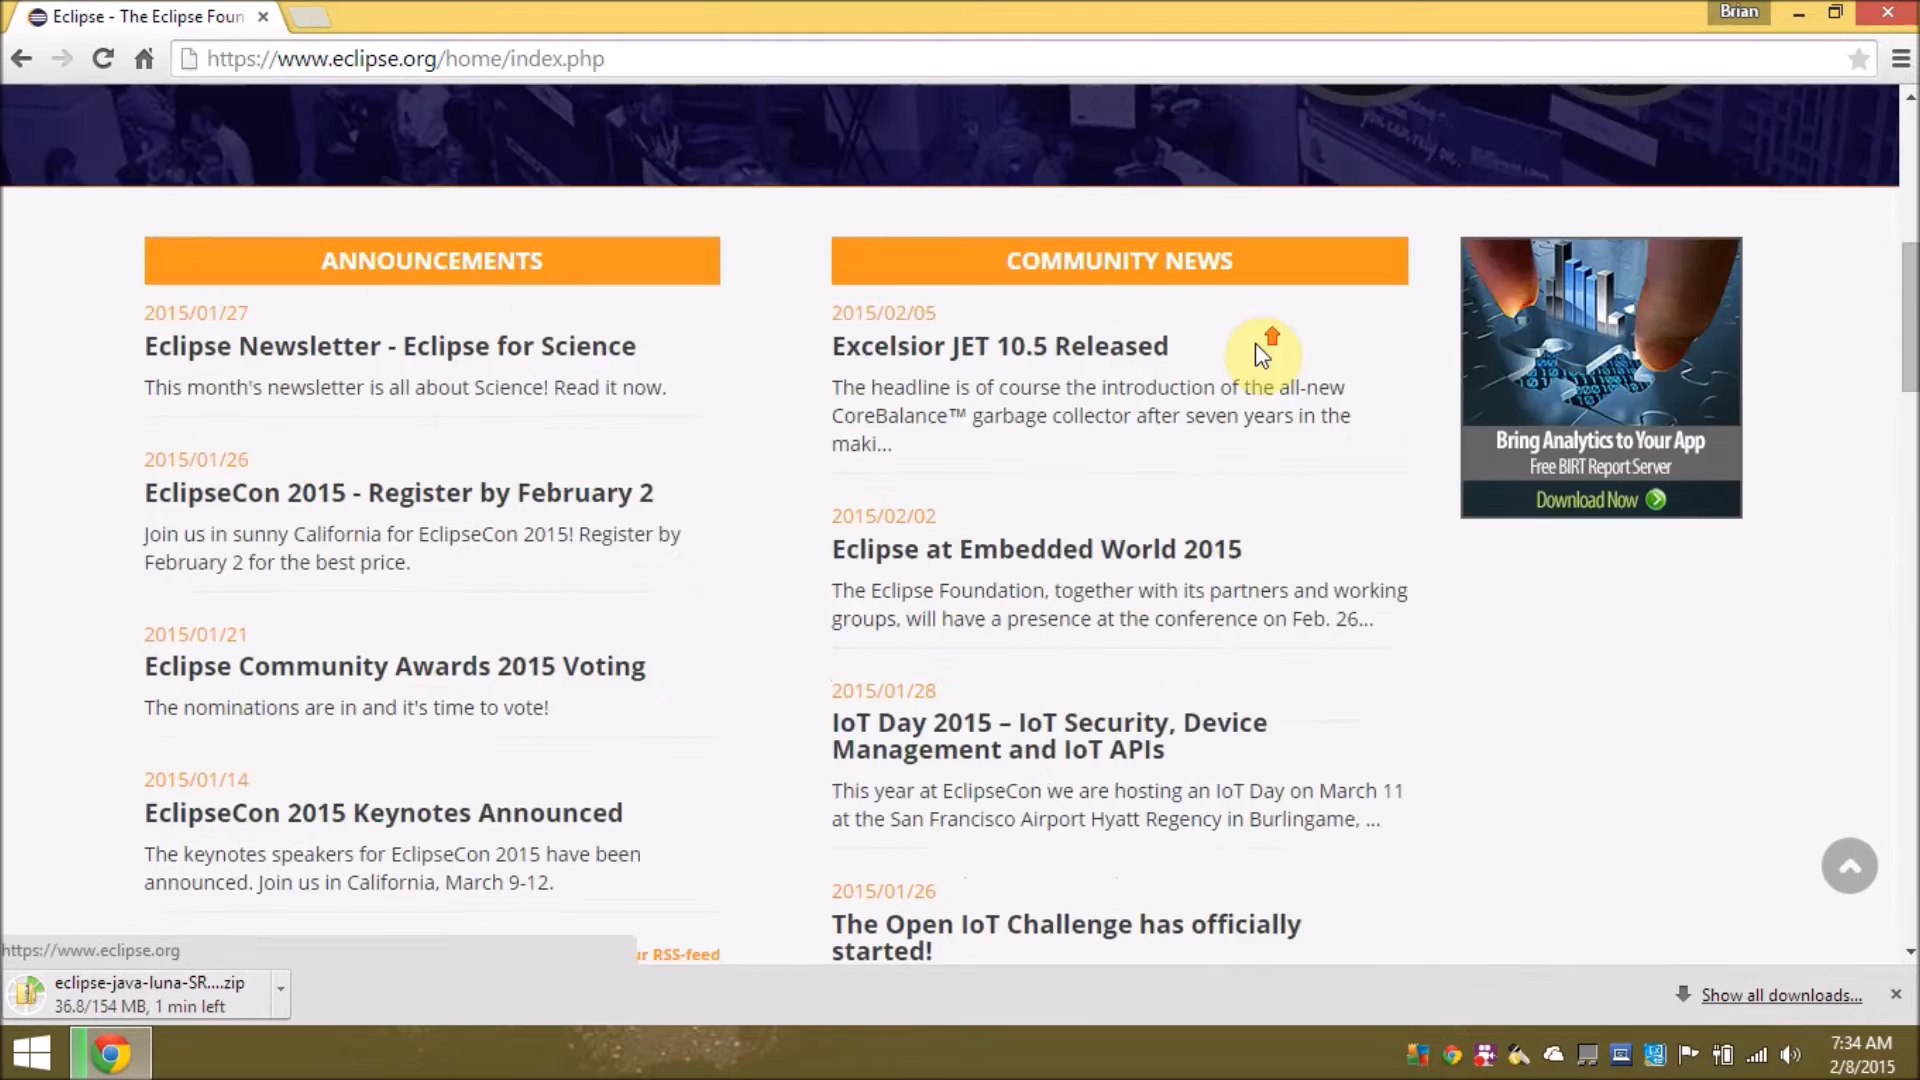 Eclipse - The Eclipse Foun
Brian
https://www.eclipse.org/home/index.php
ANNOUNCEMENTS
2015/01/27
Eclipse Newsletter - Eclipse for Science
This month's newsletter is all about Science! Read it now.
2015/01/26
EclipseCon 2015 - Register by February 2
Join us in sunny California for EclipseCon 2015! Register by
February 2 for the best price.
2015/01/21
Eclipse Community Awards 2015 Voting
The nominations are in and it's time to vote!
2015/01/14
EclipseCon 2015 Keynotes Announced
The keynotes speakers for EclipseCon 2015 have been
announced. Join us in California, March 9-12.
ur RSS-feed
COMMUNITY NEWS
2015/02/05
Excelsior JET 10.5 Released
The headline is of course the introduction of the all-new
CoreBalance™ garbage collector after seven years in the
maki...
2015/02/02
Eclipse at Embedded World 2015
The Eclipse Foundation, together with its partners and working
groups, will have a presence at the conference on Feb. 26...
2015/01/28
IoT Day 2015 – IoT Security, Device
Management and IoT APIs
This year at EclipseCon we are hosting an IoT Day on March 11
at the San Francisco Airport Hyatt Regency in Burlingame, ...
2015/01/26
The Open IoT Challenge has officially
started!
Bring Analytics to Your App
Free BIRT Report Server
Download Now
https://www.eclipse.org
eclipse-java-luna-SR....zip
36.8/154 MB, 1 min left
Show all downloads...
7:34 AM
2/8/2015